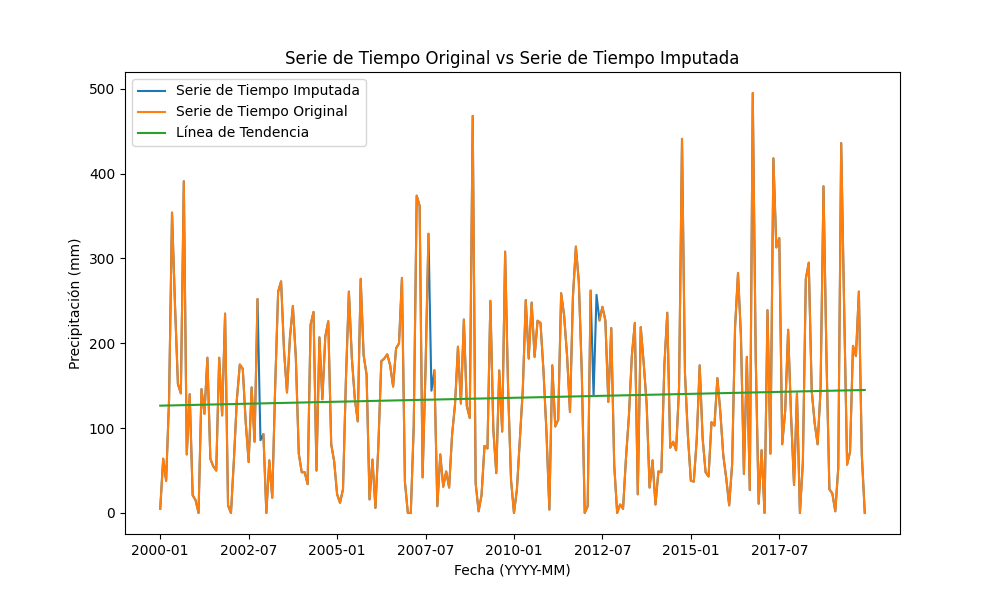 Serie de Tiempo Original vs Serie de Tiempo Imputada
Serie de Tiempo Imputada
Serie de Tiempo Original
Línea de Tendencia
Precipitación (mm)
500
400
300
200
100
0
2000-01 2002-07 2005-01 2007-07 2010-01 2012-07 2015-01 2017-07
Fecha (YYYY-MM)